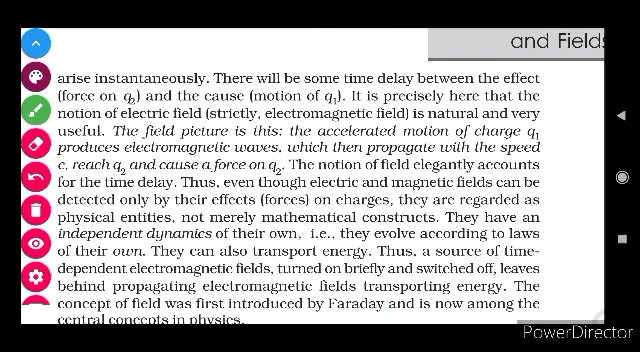 and Fields
arise instantaneously. There will be some time delay between the effect
(force on q₂) and the cause (motion of q₁). It is precisely here that the
notion of electric field (strictly, electromagnetic field) is natural and very
useful. The field picture is this: the accelerated motion of charge q₁
produces electromagnetic waves, which then propagate with the speed
c, reach q₂ and cause a force on q₂. The notion of field elegantly accounts
for the time delay. Thus, even though electric and magnetic fields can be
detected only by their effects (forces) on charges, they are regarded as
physical entities, not merely mathematical constructs. They have an
independent dynamics of their own, i.e., they evolve according to laws
of their own. They can also transport energy. Thus, a source of time-
dependent electromagnetic fields, turned on briefly and switched off, leaves
behind propagating electromagnetic fields transporting energy. The
concept of field was first introduced by Faraday and is now among the
central concepts in physics.
PowerDirector